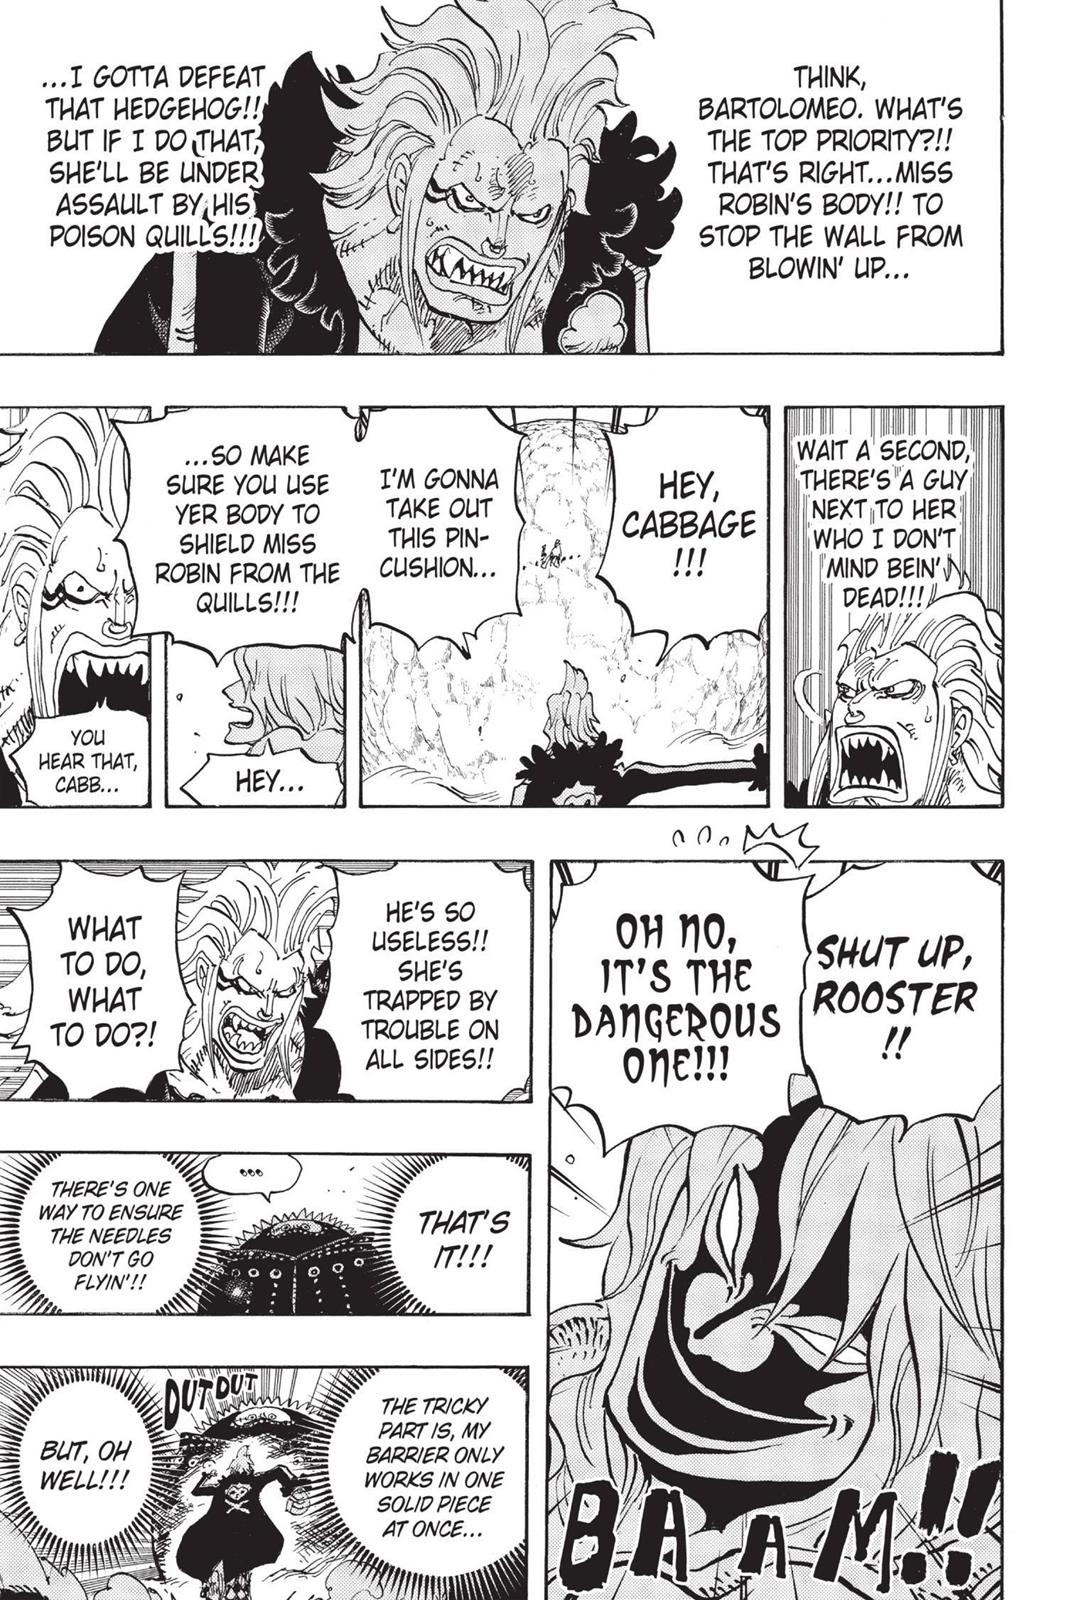 THINK,
BARTOLOMEO. WHAT'S
THE TOP PRIORITY?!!
THAT'S RIGHT...MISS
ROBIN'S BODY!! TO
STOP THE WALL FROM
BLOWIN' UP...
...I GOTTA DEFEAT
THAT HEDGEHOG!!
BUT IF I DO THAT,
SHE'LL BE UNDER
ASSAULT BY HIS
POISON QUILLS!!!
WAIT A SECOND,
THERE'S A GUY
NEXT TO HER
WHO I DON'T
MIND BEIN'
DEAD!!!
HEY,
CABBAGE
!!!
I'M GONNA
TAKE OUT
THIS PIN-
CUSHION...
...SO MAKE
SURE YOU USE
YER BODY TO
SHIELD MISS
ROBIN FROM THE
QUILLS!!!
HEY...
YOU
HEAR THAT,
CABB...
SHUT UP,
ROOSTER
!!
OH NO,
IT'S THE
DANGEROUS
ONE!!!
BAAM!!
HE'S SO
USELESS!!
SHE'S
TRAPPED BY
TROUBLE ON
ALL SIDES!!
WHAT
TO DO,
WHAT
TO DO?!
THAT'S
IT!!!
...
THERE'S ONE
WAY TO ENSURE
THE NEEDLES
DON'T GO
FLYIN'!!
THE TRICKY
PART IS, MY
BARRIER ONLY
WORKS IN ONE
SOLID PIECE
AT ONCE...
DUT DUT
BUT, OH
WELL!!!